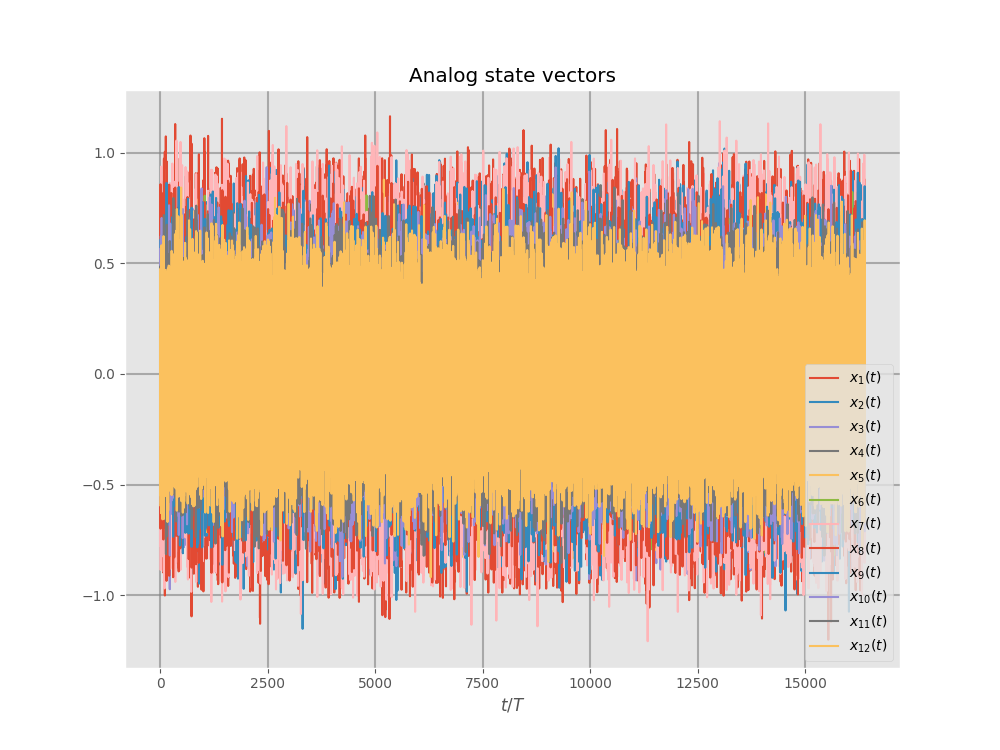 Analog state vectors
1.0
0.5
0.0
−0.5
−1.0
0 2500 5000 7500 10000 12500 15000
t/T
x₁(t)
x₂(t)
x₃(t)
x₄(t)
x₅(t)
x₆(t)
x₇(t)
x₈(t)
x₉(t)
x₁₀(t)
x₁₁(t)
x₁₂(t)